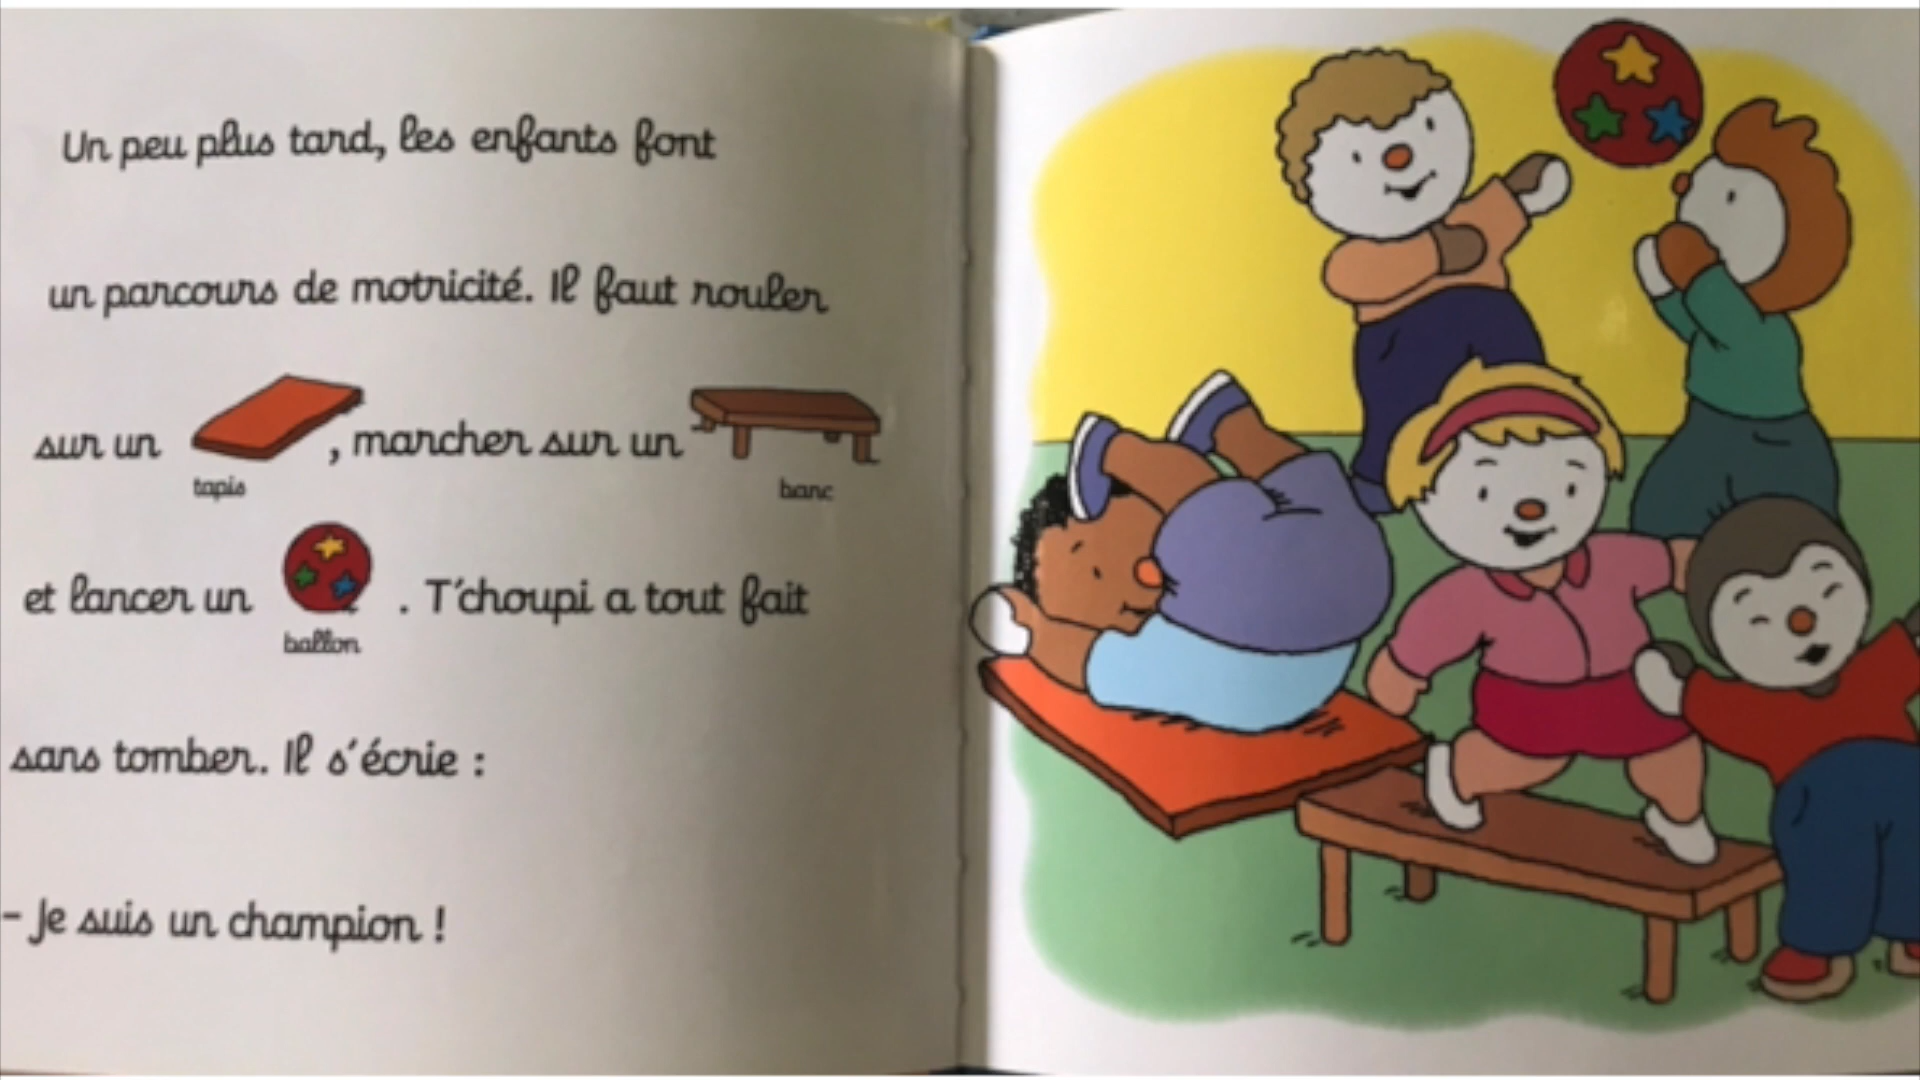 Un peu plus tard, les enfants font
un parcours de motricité. Il faut rouler
sur un , marcher sur un
tapis banc
et lancer un . T'choupi a tout fait
ballon
sans tomber. Il s'écrie :
- Je suis un champion !